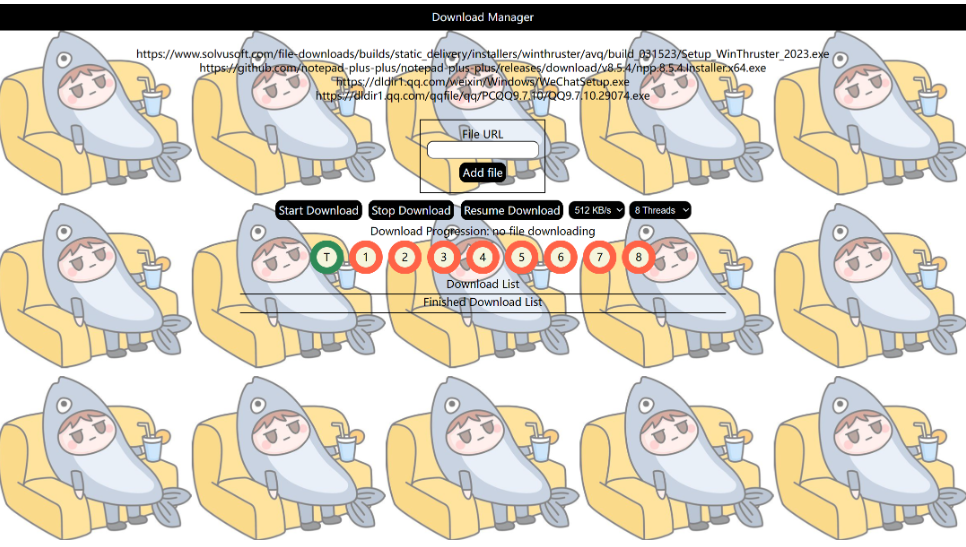 Download Manager
https://www.solvusoft.com/file-downloads/builds/static_delivery/installers/winthruster/avq/build_031523/Setup_WinThruster_2023.exe
https://github.com/notepad-plus-plus/notepad-plus-plus/releases/download/v8.5.4/npp.8.5.4.Installer.x64.exe
https://dldir1.qq.com/weixin/Windows/WeChatSetup.exe
https://dldir1.qq.com/qqfile/qq/PCQQ9.7.10/QQ9.7.10.29074.exe
File URL
Add file
Start Download Stop Download Resume Download 512 KB/s 8 Threads
Download Progression: no file downloading
T 1 2 3 4 5 6 7 8
Download List
Finished Download List